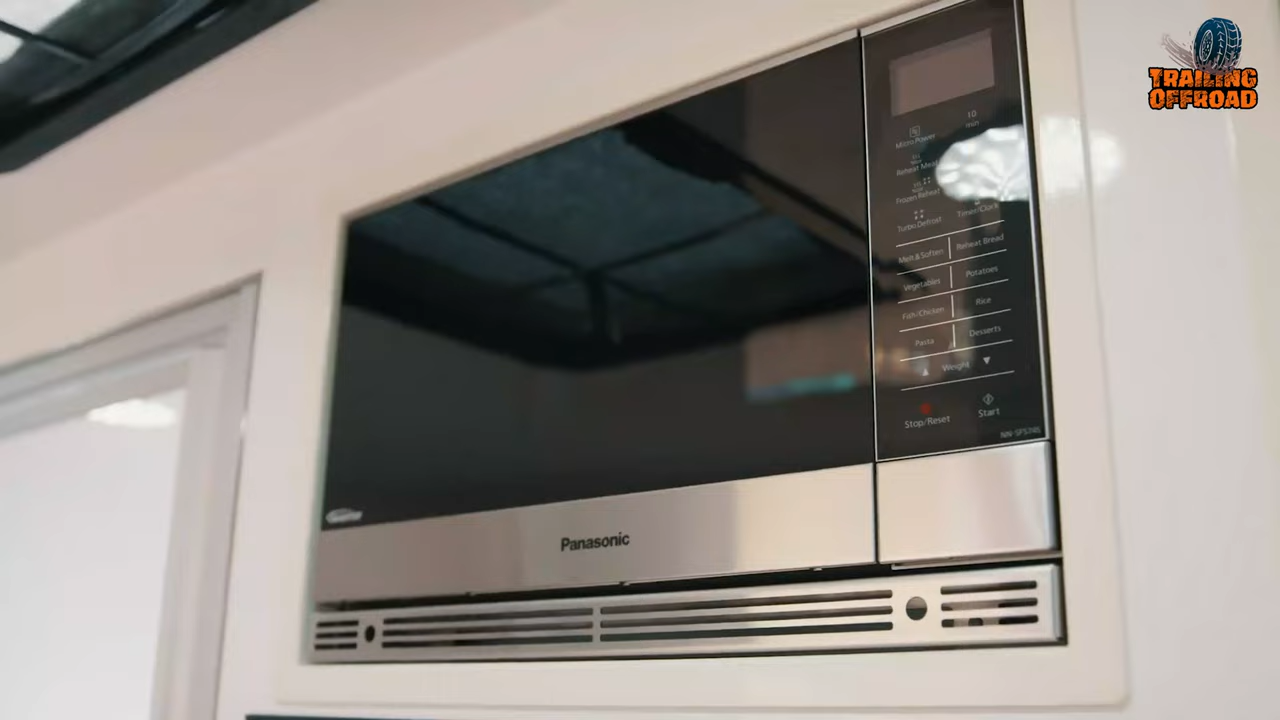 TRAILING
OFFROAD
10
min
Micro Power
Reheat Meal
Frozen Reheat
Turbo Defrost
Timer/Clock
Melt & Soften
Reheat Bread
Vegetables
Potatoes
Fish/Chicken
Rice
Pasta
Desserts
Weight
Stop/Reset
Start
Panasonic